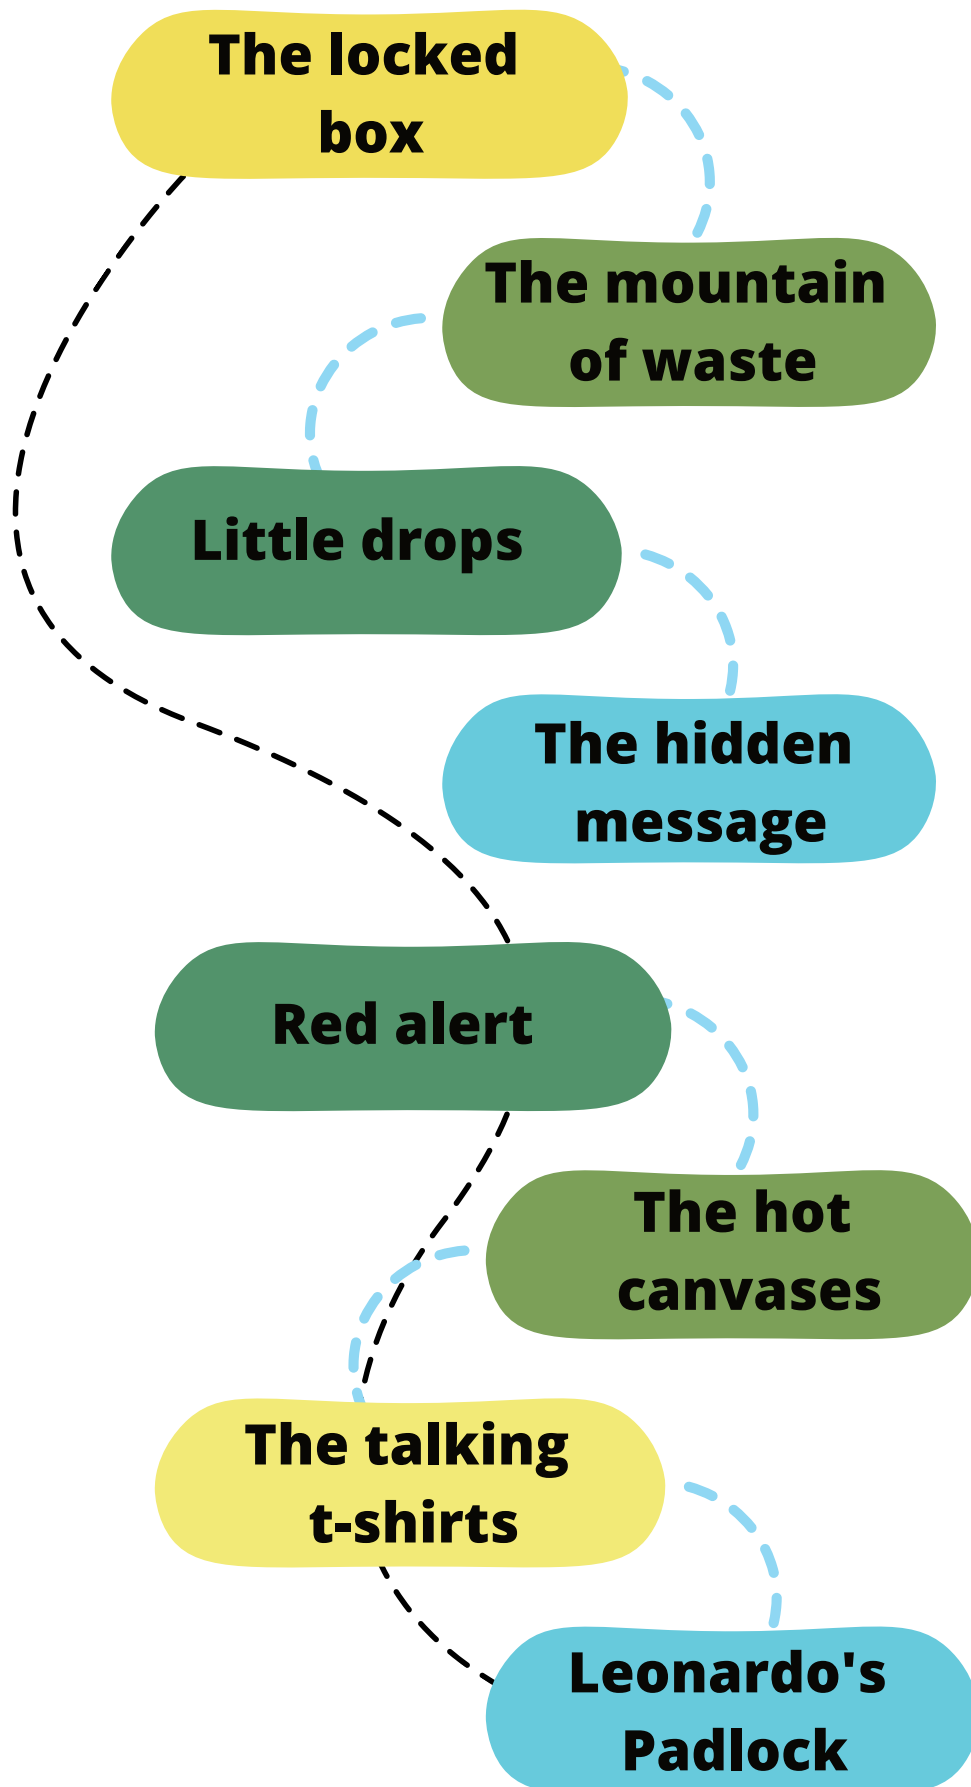 The locked
box
The mountain
of waste
Little drops
The hidden
message
Red alert
The hot
canvases
The talking
t-shirts
Leonardo's
Padlock